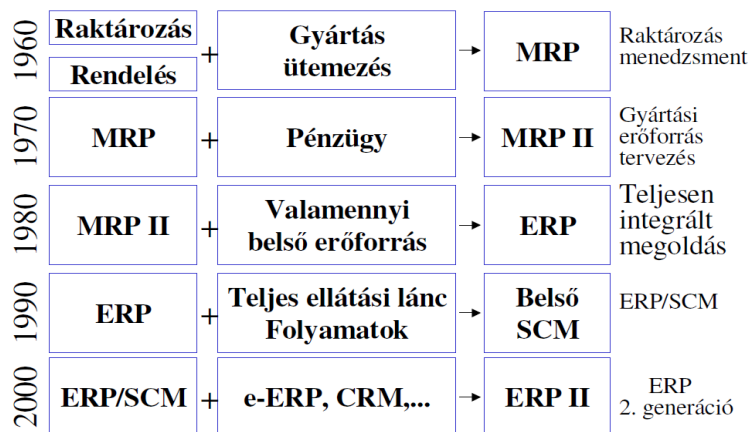 1960
Raktározás
Rendelés
+
Gyártás
ütemezés
MRP
Raktározás
menedzsment
1970
MRP
+
Pénzügy
MRP II
Gyártási
erőforrás
tervezés
1980
MRP II
+
Valamennyi
belső erőforrás
ERP
Teljesen
integrált
megoldás
1990
ERP
+
Teljes ellátási lánc
Folyamatok
Belső
SCM
ERP/SCM
2000
ERP/SCM
+
e-ERP, CRM,...
ERP II
ERP
2. generáció